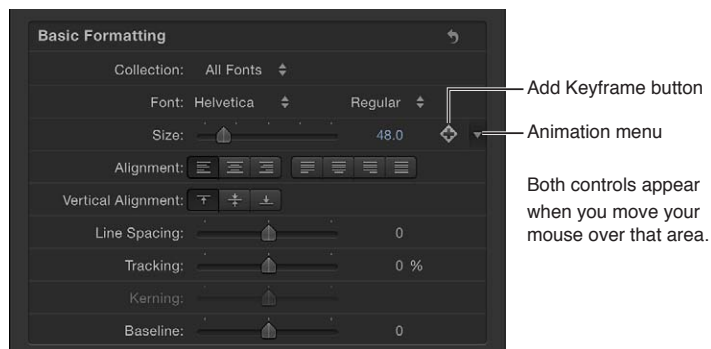 Basic Formatting
Collection: All Fonts
Font: Helvetica Regular
Add Keyframe button
Size: 48.0
Animation menu
Alignment:
Both controls appear
when you move your
mouse over that area.
Vertical Alignment:
Line Spacing: 0
Tracking: 0 %
Kerning:
Baseline: 0